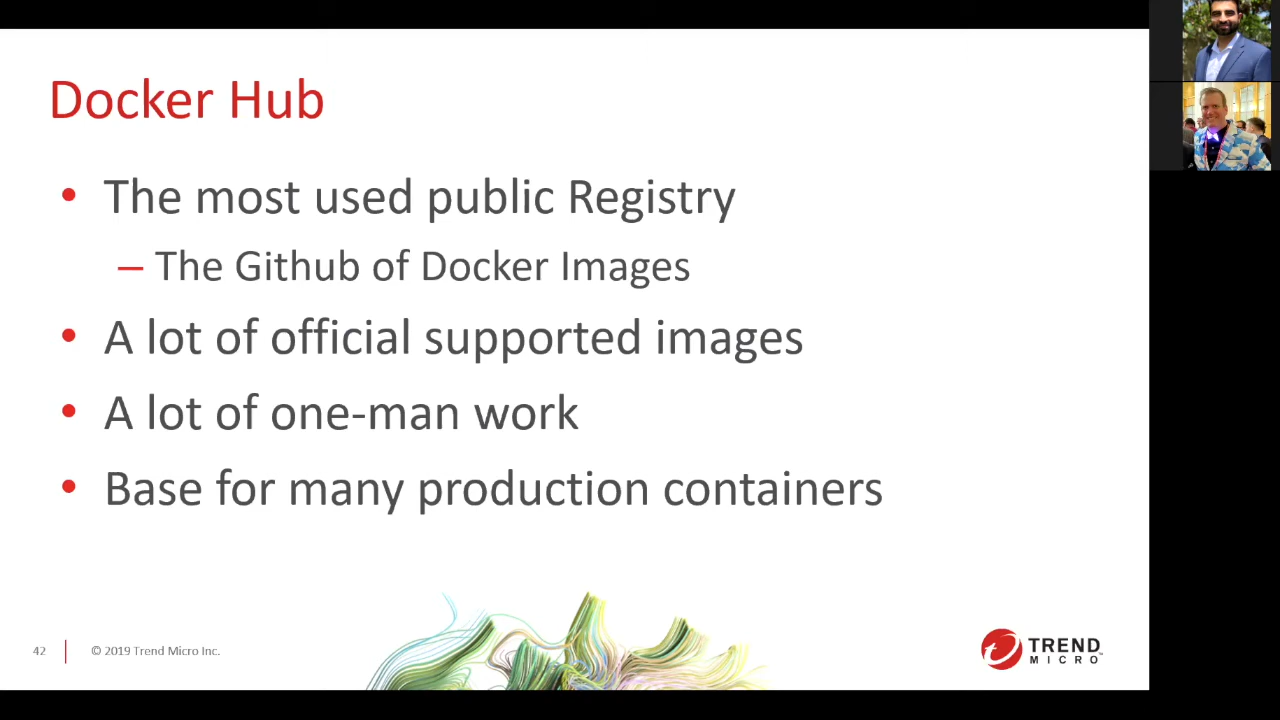 Docker Hub
• The most used public Registry
– The Github of Docker Images
• A lot of official supported images
• A lot of one-man work
• Base for many production containers
42
© 2019 Trend Micro Inc.
TREND
MICRO™